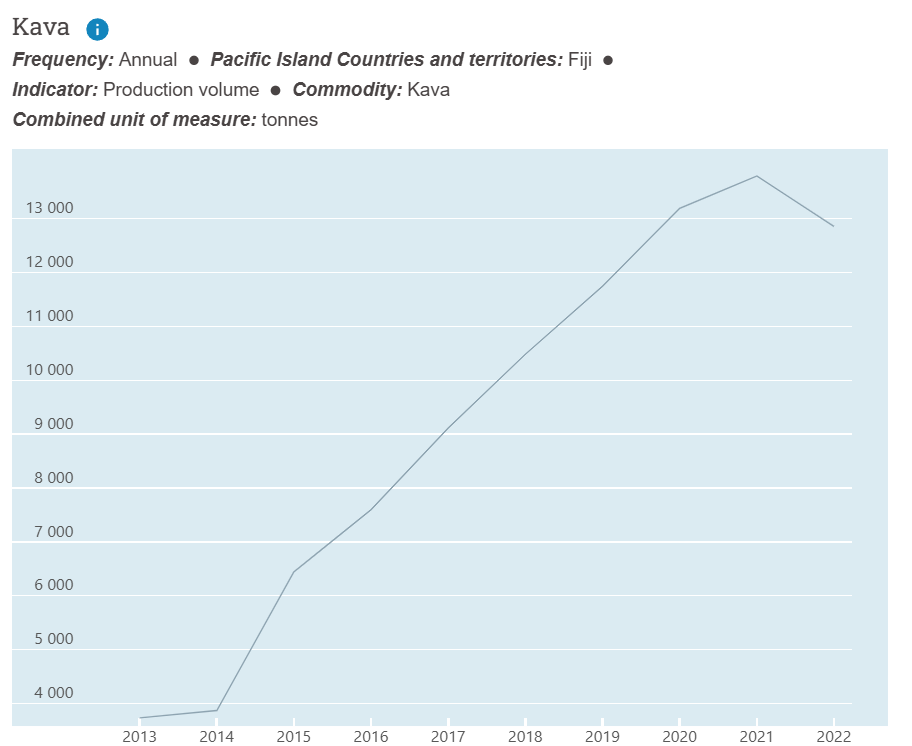 Kava i
Frequency: Annual ● Pacific Island Countries and territories: Fiji ●
Indicator: Production volume ● Commodity: Kava
Combined unit of measure: tonnes
13 000
12 000
11 000
10 000
9 000
8 000
7 000
6 000
5 000
4 000
2013 2014 2015 2016 2017 2018 2019 2020 2021 2022